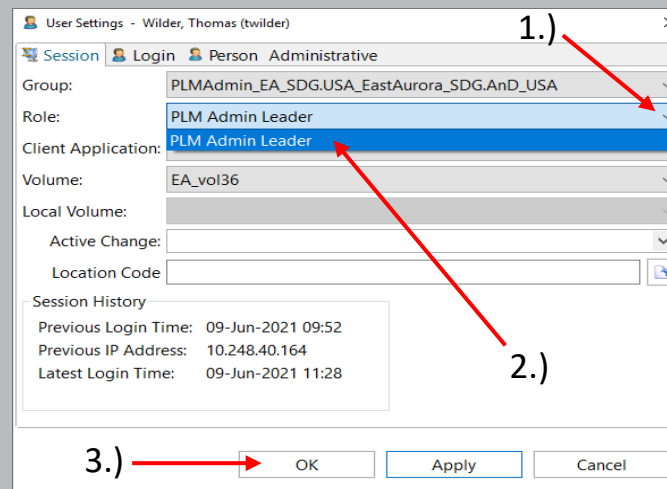 User Settings - Wilder, Thomas (twilder)
1.)
Session Login Person Administrative
Group: PLMAdmin_EA_SDG.USA_EastAurora_SDG.AnD_USA
Role: PLM Admin Leader
PLM Admin Leader
Client Application:
Volume: EA_vol36
Local Volume:
Active Change:
Location Code
Session History
Previous Login Time: 09-Jun-2021 09:52
Previous IP Address: 10.248.40.164
2.)
Latest Login Time: 09-Jun-2021 11:28
3.) OK Apply Cancel